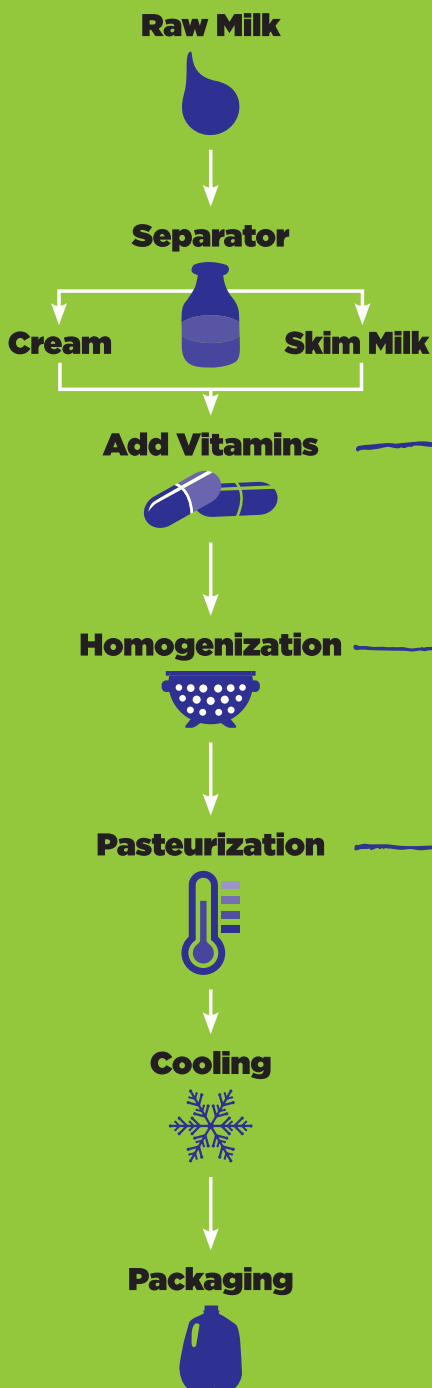 Raw Milk
Separator
Cream
Skim Milk
Add Vitamins
Homogenization
Pasteurization
Cooling
Packaging